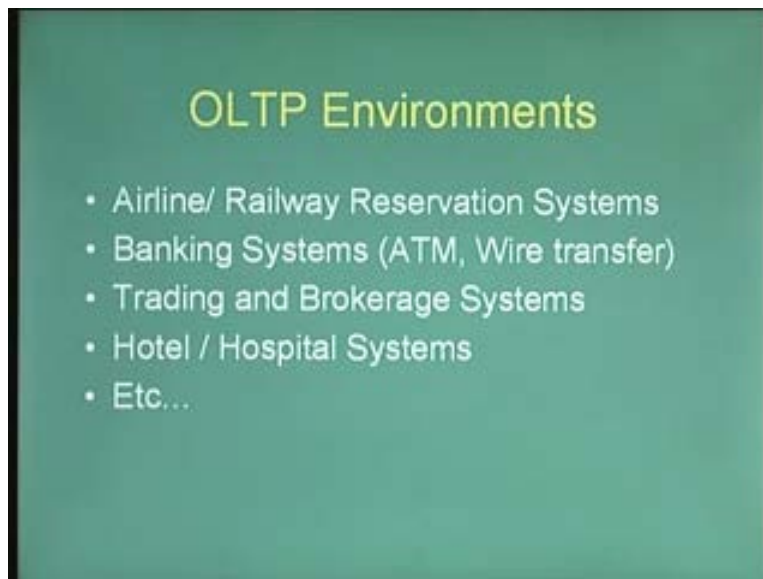 OLTP Environments
• Airline/ Railway Reservation Systems
• Banking Systems (ATM, Wire transfer)
• Trading and Brokerage Systems
• Hotel / Hospital Systems
• Etc...